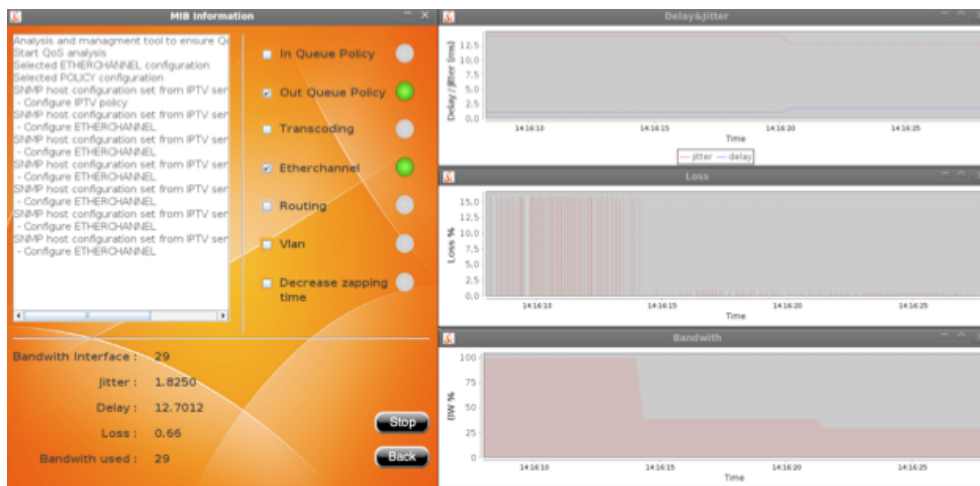 MIB Information
Analysis and managment tool to ensure Q
Start QoS analysis
Selected ETHERCHANNEL configuration
Selected POLICY configuration
SNMP host configuration set from IPTV ser
- Configure IPTV policy
SNMP host configuration set from IPTV ser
- Configure ETHERCHANNEL
SNMP host configuration set from IPTV ser
- Configure ETHERCHANNEL
SNMP host configuration set from IPTV ser
- Configure ETHERCHANNEL
SNMP host configuration set from IPTV ser
- Configure ETHERCHANNEL
SNMP host configuration set from IPTV ser
- Configure ETHERCHANNEL
SNMP host configuration set from IPTV ser
- Configure ETHERCHANNEL
In Queue Policy
Out Queue Policy
Transcoding
Etherchannel
Routing
Vlan
Decrease zapping
time
Bandwith Interface : 29
Jitter : 1.8250
Delay : 12.7012
Loss : 0.66
Bandwith used : 29
Stop
Back
Delay&Jitter
Delay / Jitter (ms)
12,5
10,0
7,5
5,0
2,5
0,0
14:16:10 14:16:15 14:16:20 14:16:25
Time
jitter delay
Loss
Loss %
15,0
12,5
10,0
7,5
5,0
2,5
0,0
14:16:10 14:16:15 14:16:20 14:16:25
Time
Bandwith
BW %
100
75
50
25
0
14:16:10 14:16:15 14:16:20 14:16:25
Time